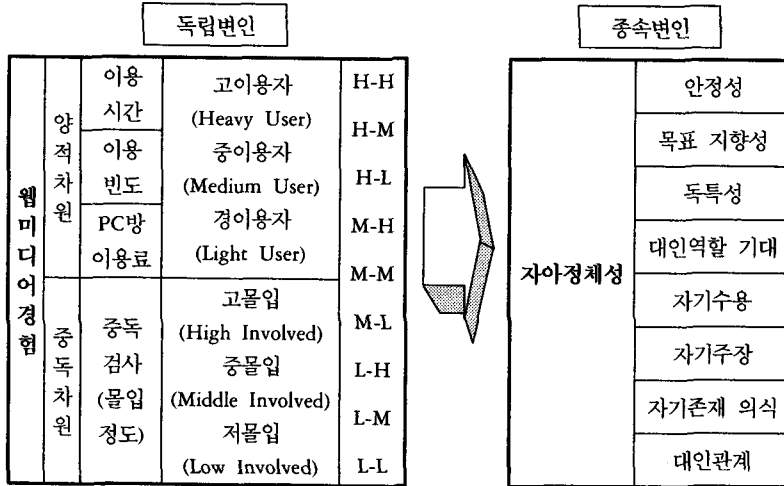 독립변인
종속변인
웹미디어경험
양적차원
이용
시간
이용
빈도
PC방
이용료
고이용자
(Heavy User)
중이용자
(Medium User)
경이용자
(Light User)
중독차원
중독
검사
(몰입
정도)
고몰입
(High Involved)
중몰입
(Middle Involved)
저몰입
(Low Involved)
H-H
H-M
H-L
M-H
M-M
M-L
L-H
L-M
L-L
자아정체성
안정성
목표 지향성
독특성
대인역할 기대
자기수용
자기주장
자기존재 의식
대인관계